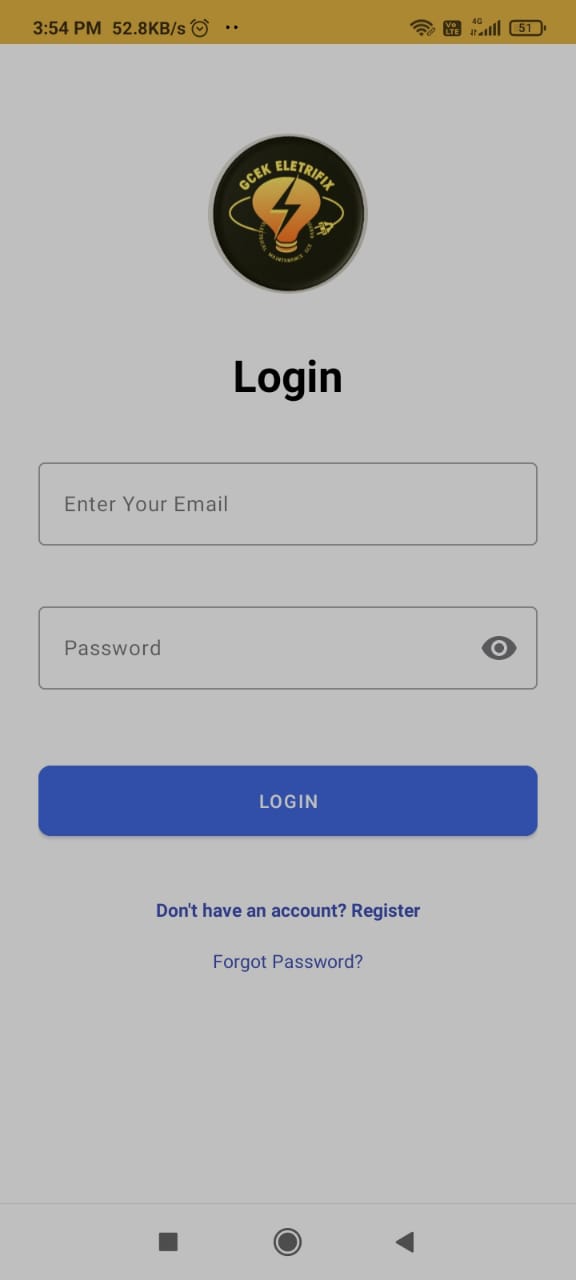 3:54 PM 52.8KB/s
Vo LTE
4G
51
GCEK ELETRIFIX
Login
Enter Your Email
Password
LOGIN
Don't have an account? Register
Forgot Password?